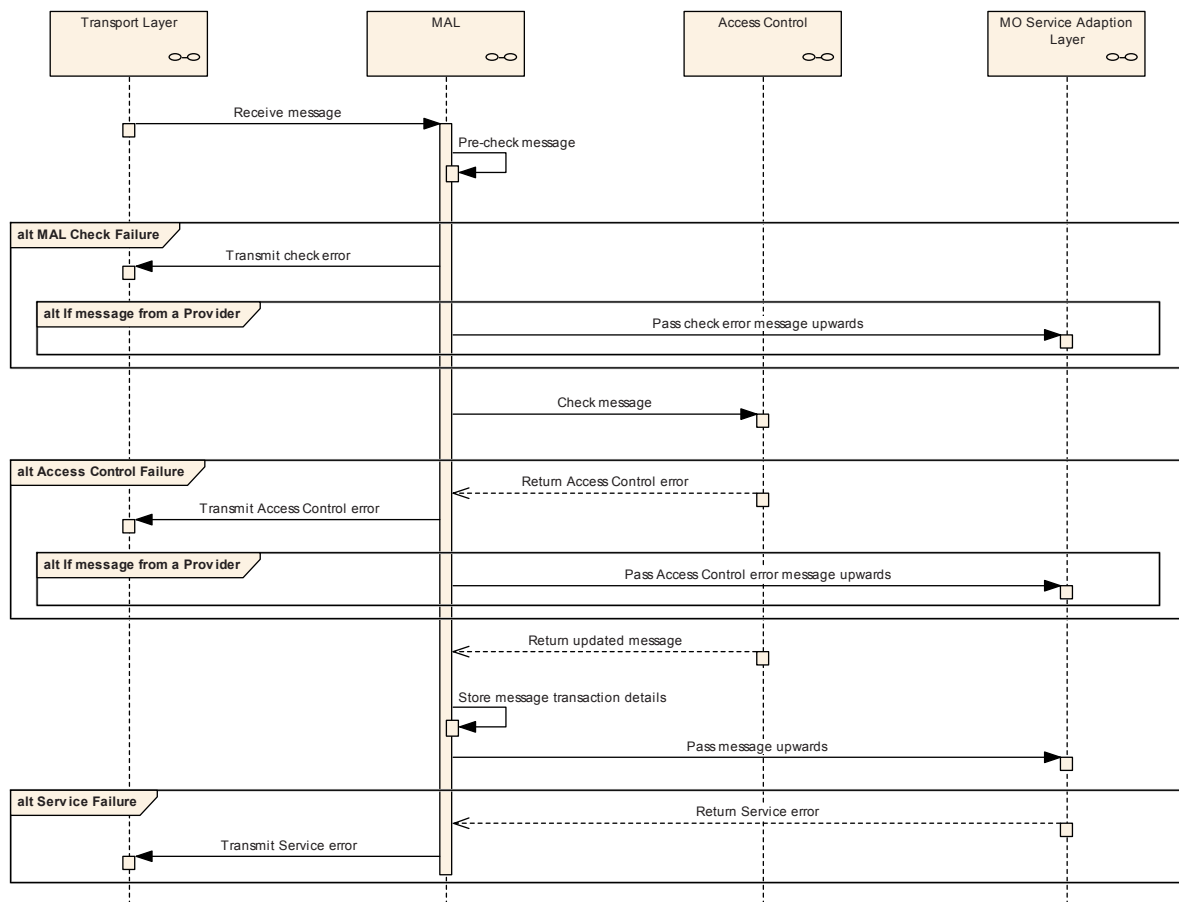 Transport Layer
MAL
Access Control
MO Service Adaption
Layer
Receive message
Pre-check message
alt MAL Check Failure
Transmit check error
alt If message from a Provider
Pass check error message upwards
Check message
alt Access Control Failure
Return Access Control error
Transmit Access Control error
alt If message from a Provider
Pass Access Control error message upwards
Return updated message
Store message transaction details
Pass message upwards
alt Service Failure
Return Service error
Transmit Service error